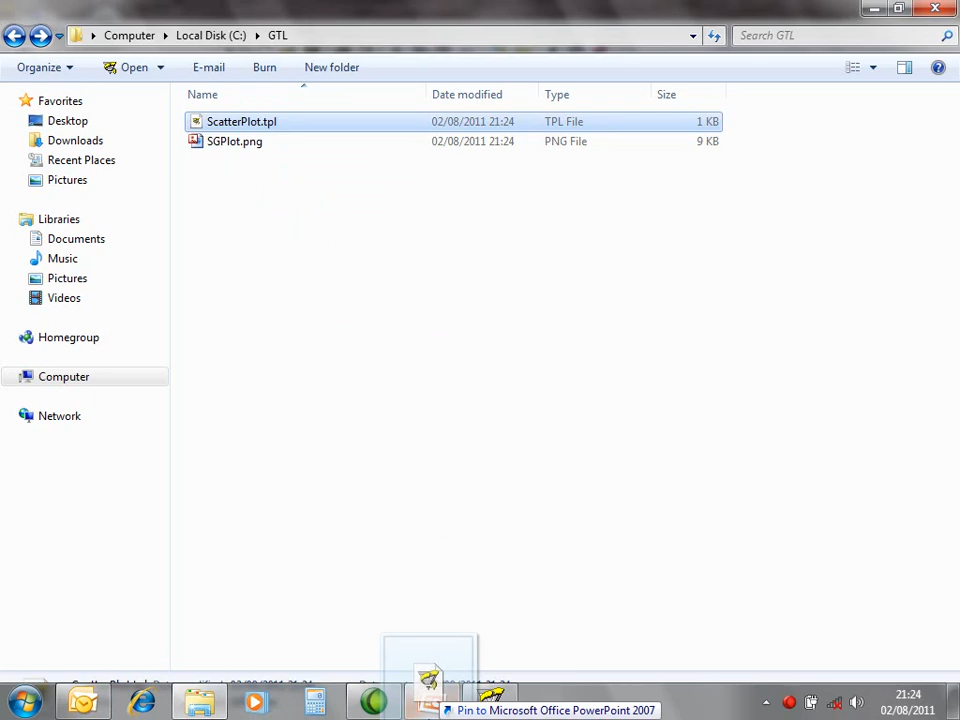 Computer Local Disk (C:) GTL
Search GTL
Organize Open E-mail Burn New folder
Name Date modified Type Size
Favorites
Desktop
Downloads
Recent Places
Pictures
Libraries
Documents
Music
Pictures
Videos
Homegroup
Computer
Network
ScatterPlot.tpl 02/08/2011 21:24 TPL File 1 KB
SGPlot.png 02/08/2011 21:24 PNG File 9 KB
Pin to Microsoft Office PowerPoint 2007
21:24
02/08/2011